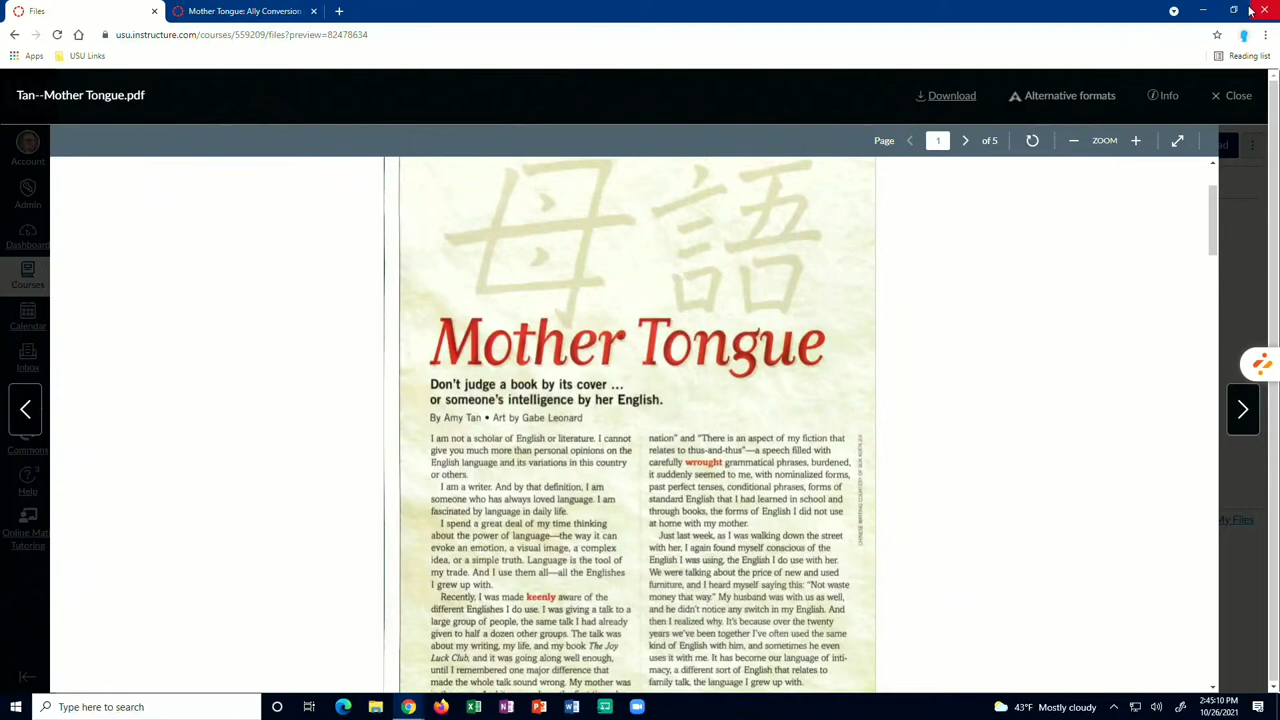 Files
Mother Tongue: Ally Conversion
usu.instructure.com/courses/559209/files?preview=82478634
Apps
USU Links
Reading list
Tan--Mother Tongue.pdf
Download
Alternative formats
Info
Close
Page
1
of 5
ZOOM
Account
Admin
Dashboard
Courses
Calendar
Inbox
Commons
Help
Online Mat
Tutoring
My Files
母語
Mother Tongue
Don't judge a book by its cover ...
or someone's intelligence by her English.
By Amy Tan • Art by Gabe Leonard
I am not a scholar of English or literature. I cannot
give you much more than personal opinions on the
English language and its variations in this country
or others.
I am a writer. And by that definition, I am
someone who has always loved language. I am
fascinated by language in daily life.
I spend a great deal of my time thinking
about the power of language—the way it can
evoke an emotion, a visual image, a complex
idea, or a simple truth. Language is the tool of
my trade. And I use them all—all the Englishes
I grew up with.
Recently, I was made keenly aware of the
different Englishes I do use. I was giving a talk to a
large group of people, the same talk I had already
given to half a dozen other groups. The talk was
about my writing, my life, and my book The Joy
Luck Club, and it was going along well enough,
until I remembered one major difference that
made the whole talk sound wrong. My mother was
nation" and "There is an aspect of my fiction that
relates to thus-and-thus"—a speech filled with
carefully wrought grammatical phrases, burdened,
it suddenly seemed to me, with nominalized forms,
past perfect tenses, conditional phrases, forms of
standard English that I had learned in school and
through books, the forms of English I did not use
at home with my mother.
Just last week, as I was walking down the street
with her, I again found myself conscious of the
English I was using, the English I do use with her.
We were talking about the price of new and used
furniture, and I heard myself saying this: "Not waste
money that way." My husband was with us as well,
and he didn't notice any switch in my English. And
then I realized why. It's because over the twenty
years we've been together I've often used the same
kind of English with him, and sometimes he even
uses it with me. It has become our language of inti-
macy, a different sort of English that relates to
family talk, the language I grew up with.
Type here to search
43°F Mostly cloudy
2:45:10 PM
10/26/2021